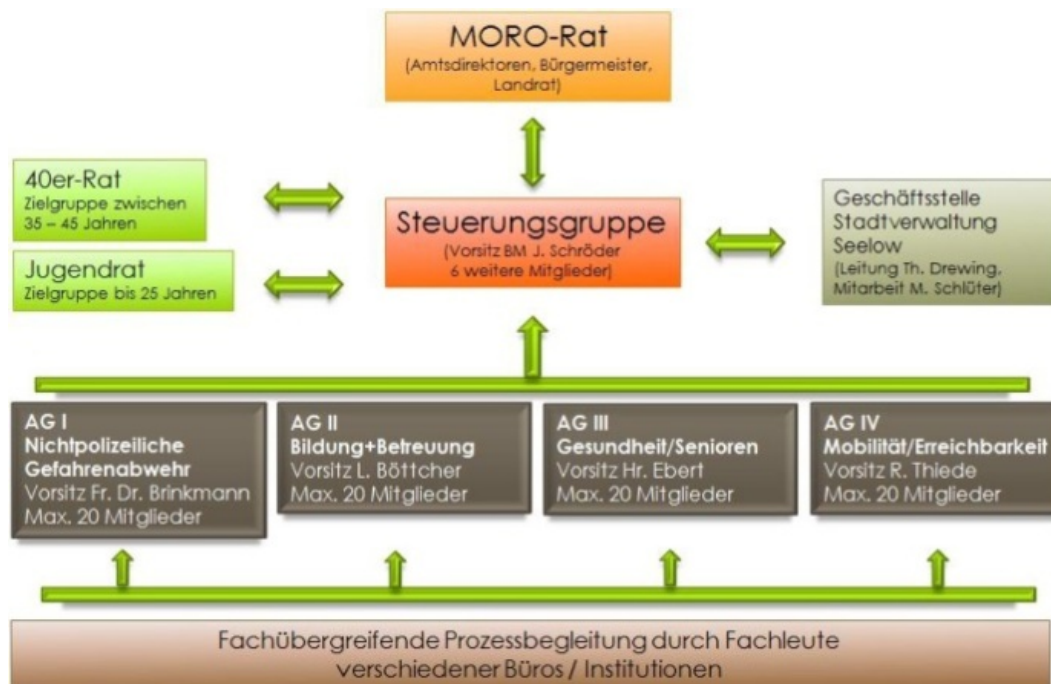 MORO-Rat
(Amtsdirektoren, Bürgermeister,
Landrat)
40er-Rat
Zielgruppe zwischen
35 – 45 Jahren
Jugendrat
Zielgruppe bis 25 Jahren
Steuerungsgruppe
(Vorsitz BM J. Schröder
6 weitere Mitglieder)
Geschäftsstelle
Stadtverwaltung
Seelow
(Leitung Th. Drewing,
Mitarbeit M. Schlüter)
AG I
Nichtpolizeiliche
Gefahrenabwehr
Vorsitz Fr. Dr. Brinkmann
Max. 20 Mitglieder
AG II
Bildung+Betreuung
Vorsitz L. Böttcher
Max. 20 Mitglieder
AG III
Gesundheit/Senioren
Vorsitz Hr. Ebert
Max. 20 Mitglieder
AG IV
Mobilität/Erreichbarkeit
Vorsitz R. Thiede
Max. 20 Mitglieder
Fachübergreifende Prozessbegleitung durch Fachleute
verschiedener Büros / Institutionen